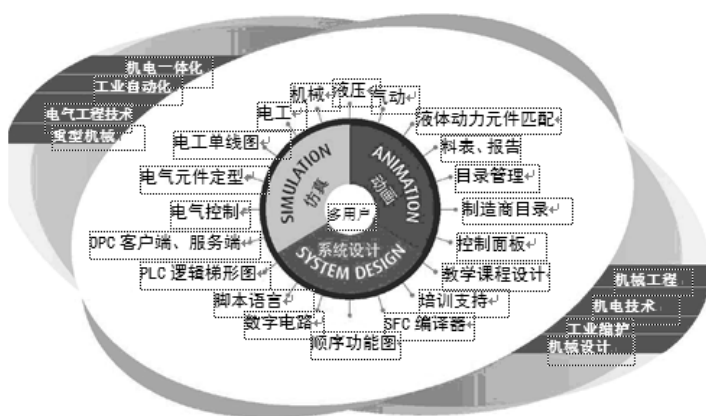 机电一体化
工业自动化
电气工程技术
重型机械
机械
液压
气动
电工
液体动力元件匹配
电工单线图
料表、报告
电气元件定型
目录管理
电气控制
制造商目录
OPC 客户端、服务端
控制面板
PLC 逻辑梯形图
教学课程设计
脚本语言
培训支持
数字电路
SFC 编译器
顺序功能图
SIMULATION
仿真
ANIMATION
动画
多用户
系统设计
SYSTEM DESIGN
机械工程
机电技术
工业维护
机械设计